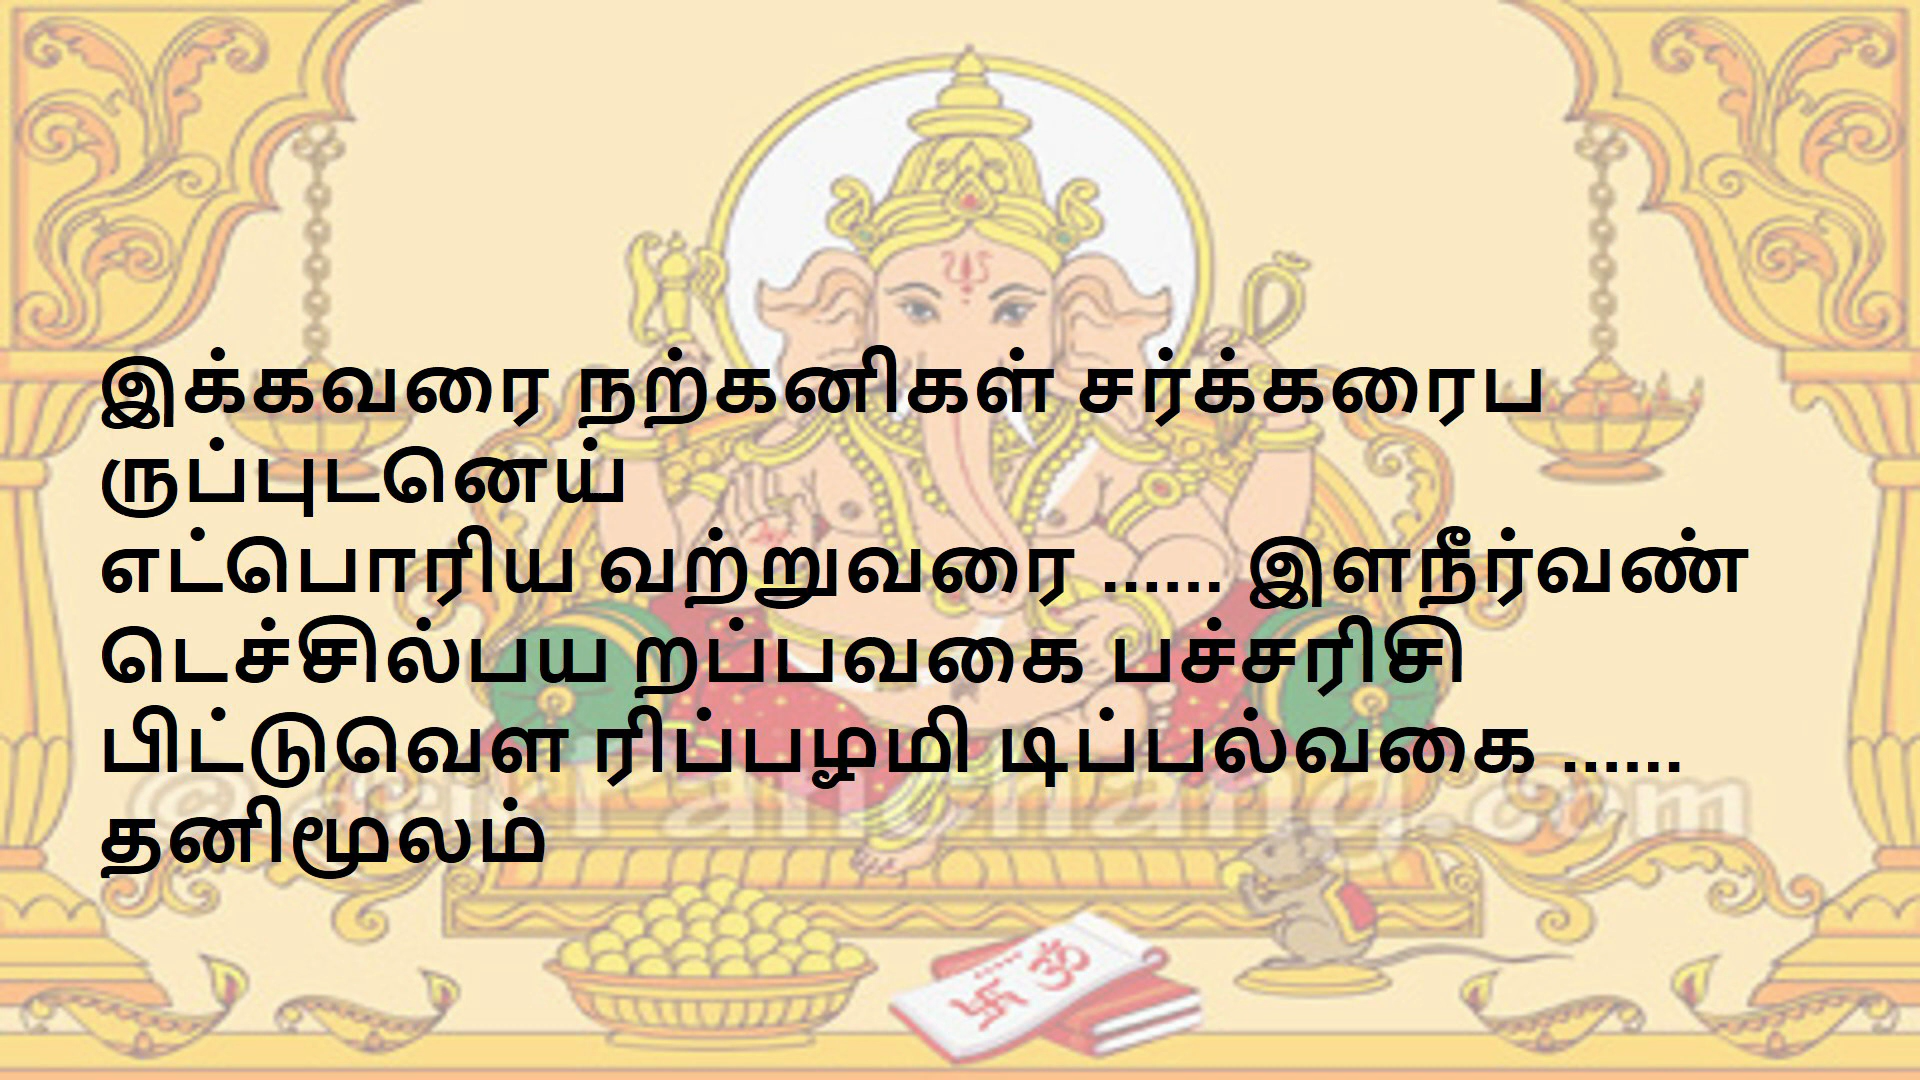 இக்கவரை நற்கனிகள் சர்க்கரைப
ருப்புடனெய்
எட்பொரிய வற்றுவரை ...... இளநீர்வண்
டெச்சில்பய றப்பவகை பச்சரிசி
பிட்டுவெள ரிப்பழமி டிப்பல்வகை ......
தனிமூலம்